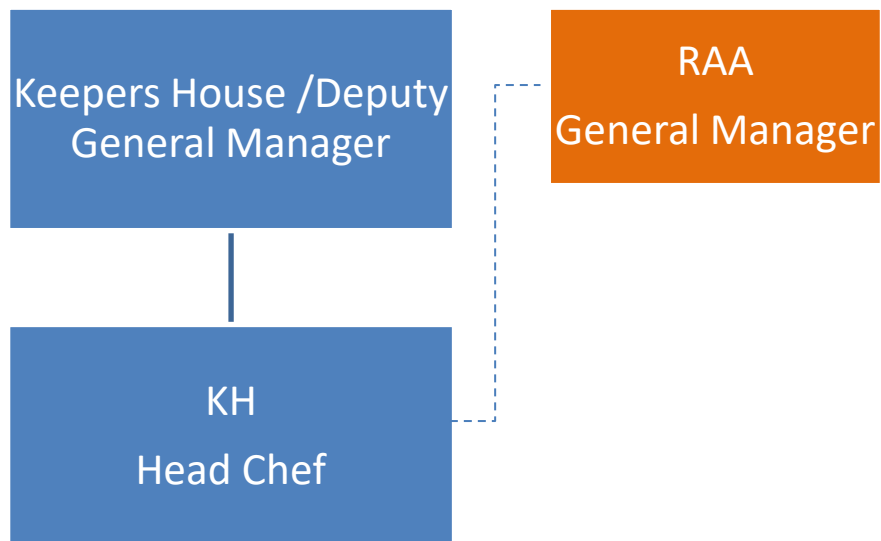 Keepers House /Deputy
General Manager
RAA
General Manager
KH
Head Chef